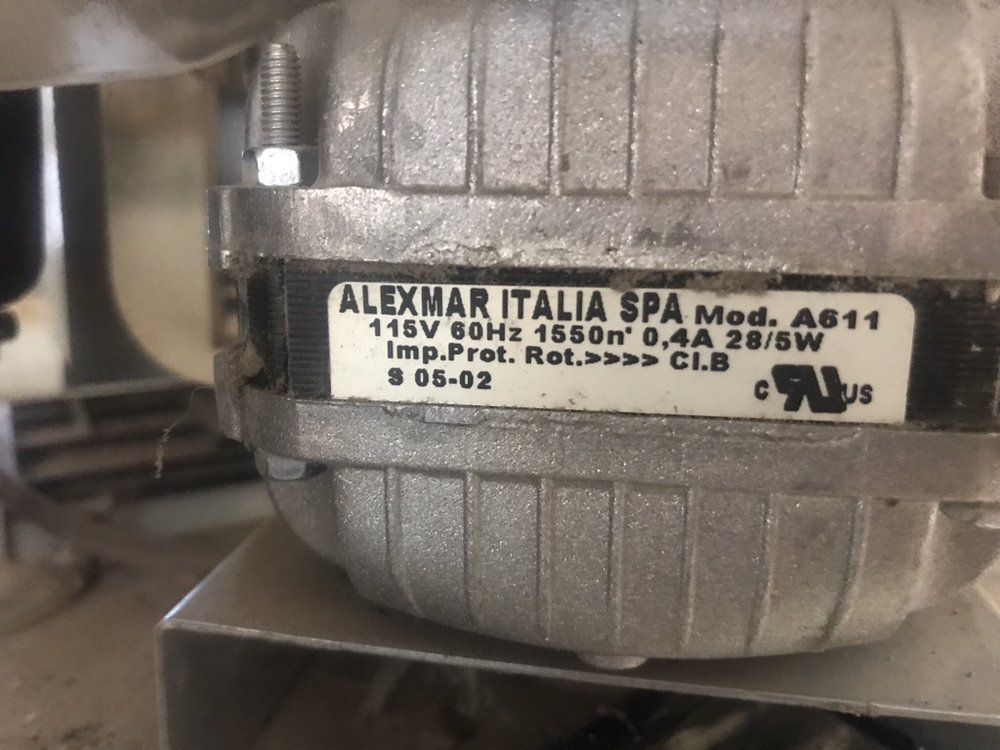 ALEXMAR ITALIA SPA Mod. A611
115V 60Hz 1550n' 0,4A 28/5W
Imp.Prot. Rot.>>>> Cl.B
S 05-02
C RU US